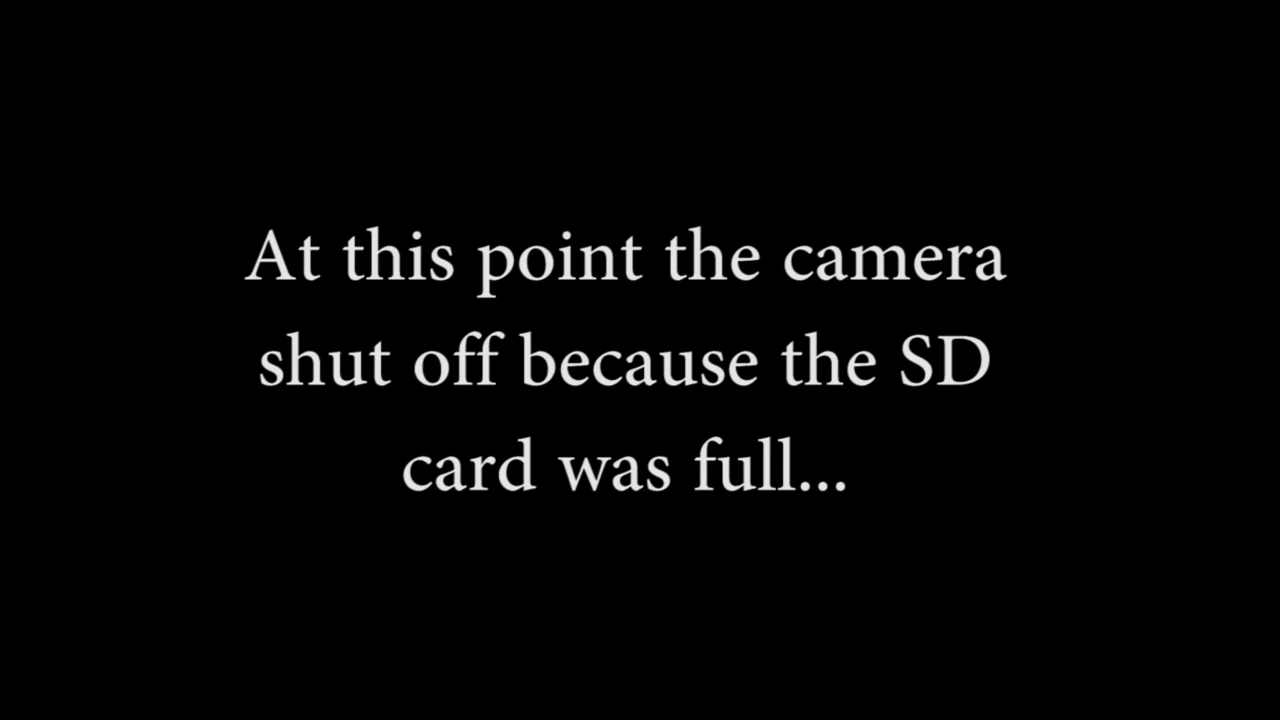 At this point the camera
shut off because the SD
card was full...